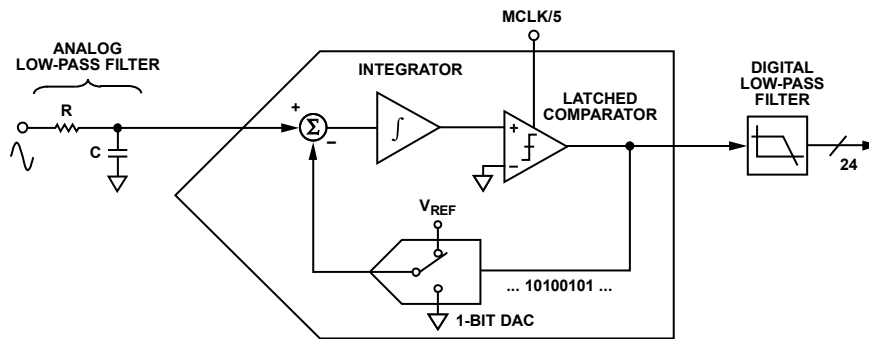 MCLK/5
ANALOG
LOW-PASS FILTER
INTEGRATOR
DIGITAL
LOW-PASS
FILTER
LATCHED
COMPARATOR
R
+
Σ
−
∫
+
−
C
24
VREF
... 10100101 ...
1-BIT DAC